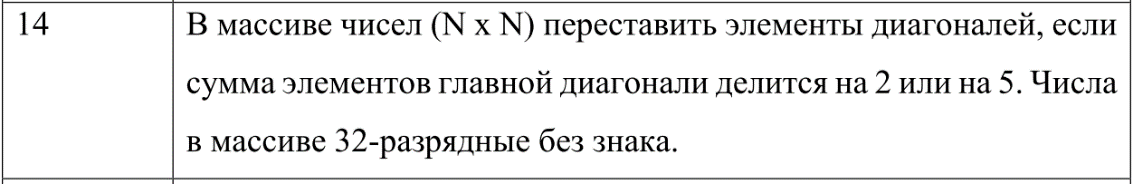 14
В массиве чисел (N x N) переставить элементы диагоналей, если
сумма элементов главной диагонали делится на 2 или на 5. Числа
в массиве 32-разрядные без знака.